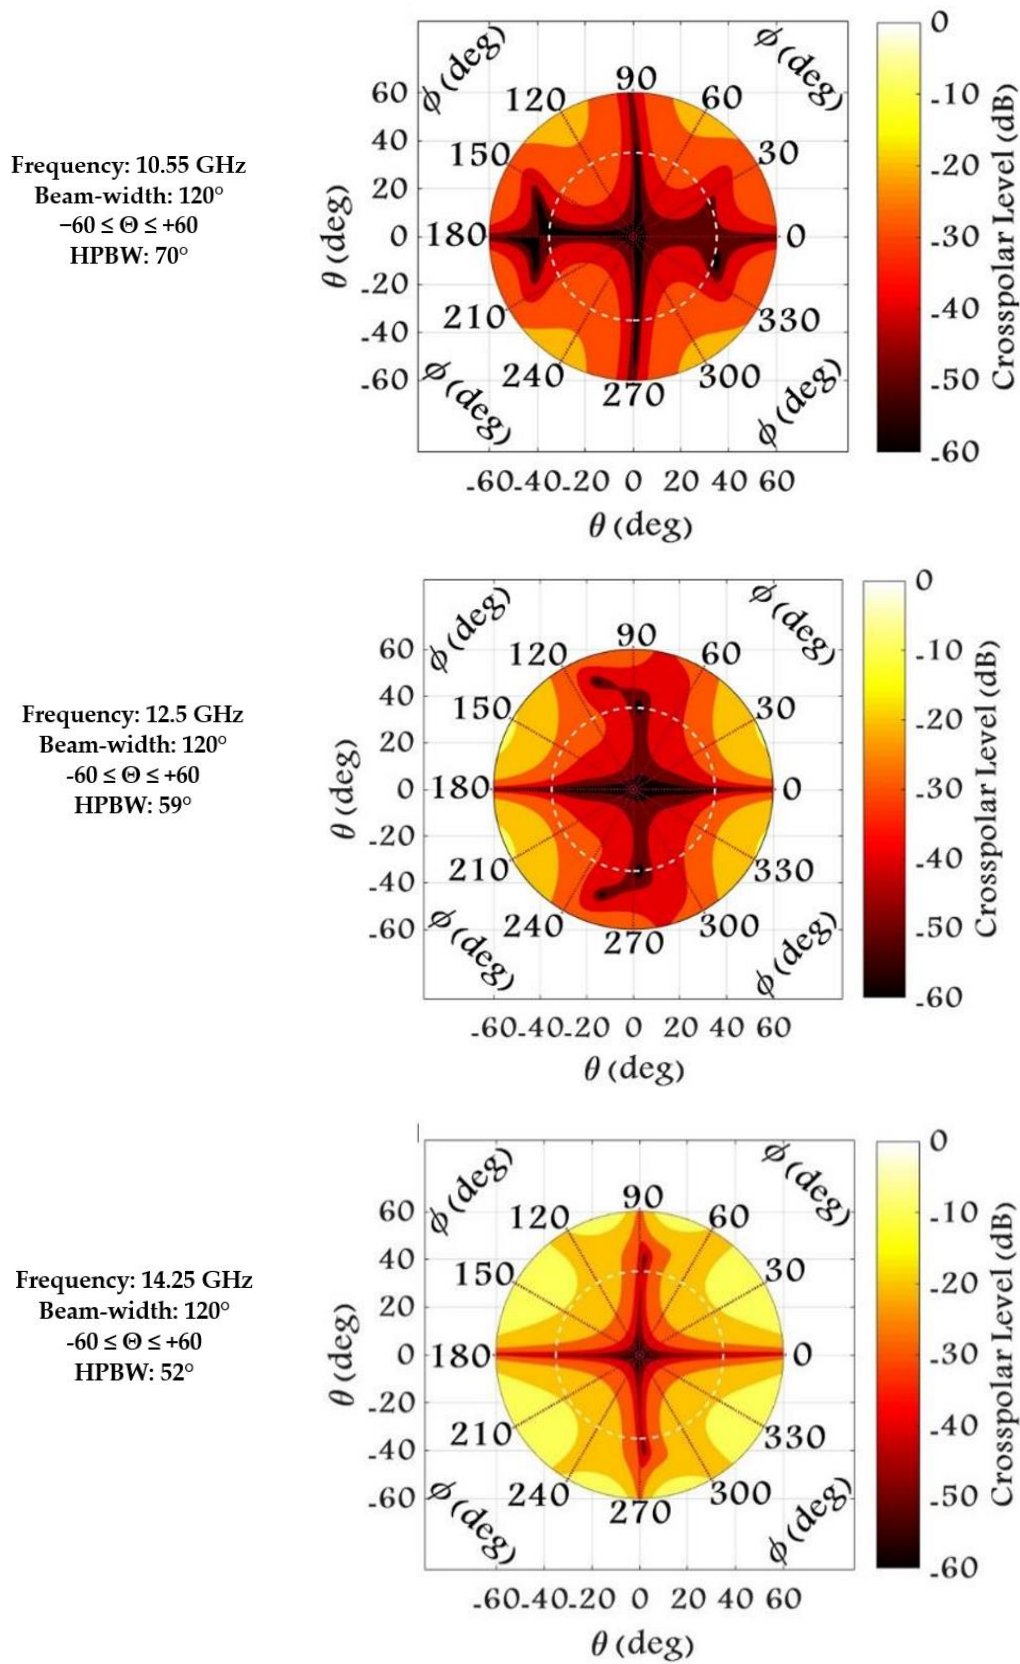 Frequency: 10.55 GHz
Beam-width: 120°
−60 ≤ Θ ≤ +60
HPBW: 70°
ϕ (deg)
ϕ (deg)
90
120
60
150
30
180
0
210
330
240
300
270
ϕ (deg)
ϕ (deg)
60
40
20
0
-20
-40
-60
θ (deg)
-60 -40 -20 0 20 40 60
θ (deg)
0
-10
-20
-30
-40
-50
-60
Crosspolar Level (dB)
Frequency: 12.5 GHz
Beam-width: 120°
-60 ≤ Θ ≤ +60
HPBW: 59°
ϕ (deg)
ϕ (deg)
90
120
60
150
30
180
0
210
330
240
300
270
ϕ (deg)
ϕ (deg)
60
40
20
0
-20
-40
-60
θ (deg)
-60 -40 -20 0 20 40 60
θ (deg)
0
-10
-20
-30
-40
-50
-60
Crosspolar Level (dB)
Frequency: 14.25 GHz
Beam-width: 120°
-60 ≤ Θ ≤ +60
HPBW: 52°
ϕ (deg)
ϕ (deg)
90
120
60
150
30
180
0
210
330
240
300
270
ϕ (deg)
ϕ (deg)
60
40
20
0
-20
-40
-60
θ (deg)
-60 -40 -20 0 20 40 60
θ (deg)
0
-10
-20
-30
-40
-50
-60
Crosspolar Level (dB)